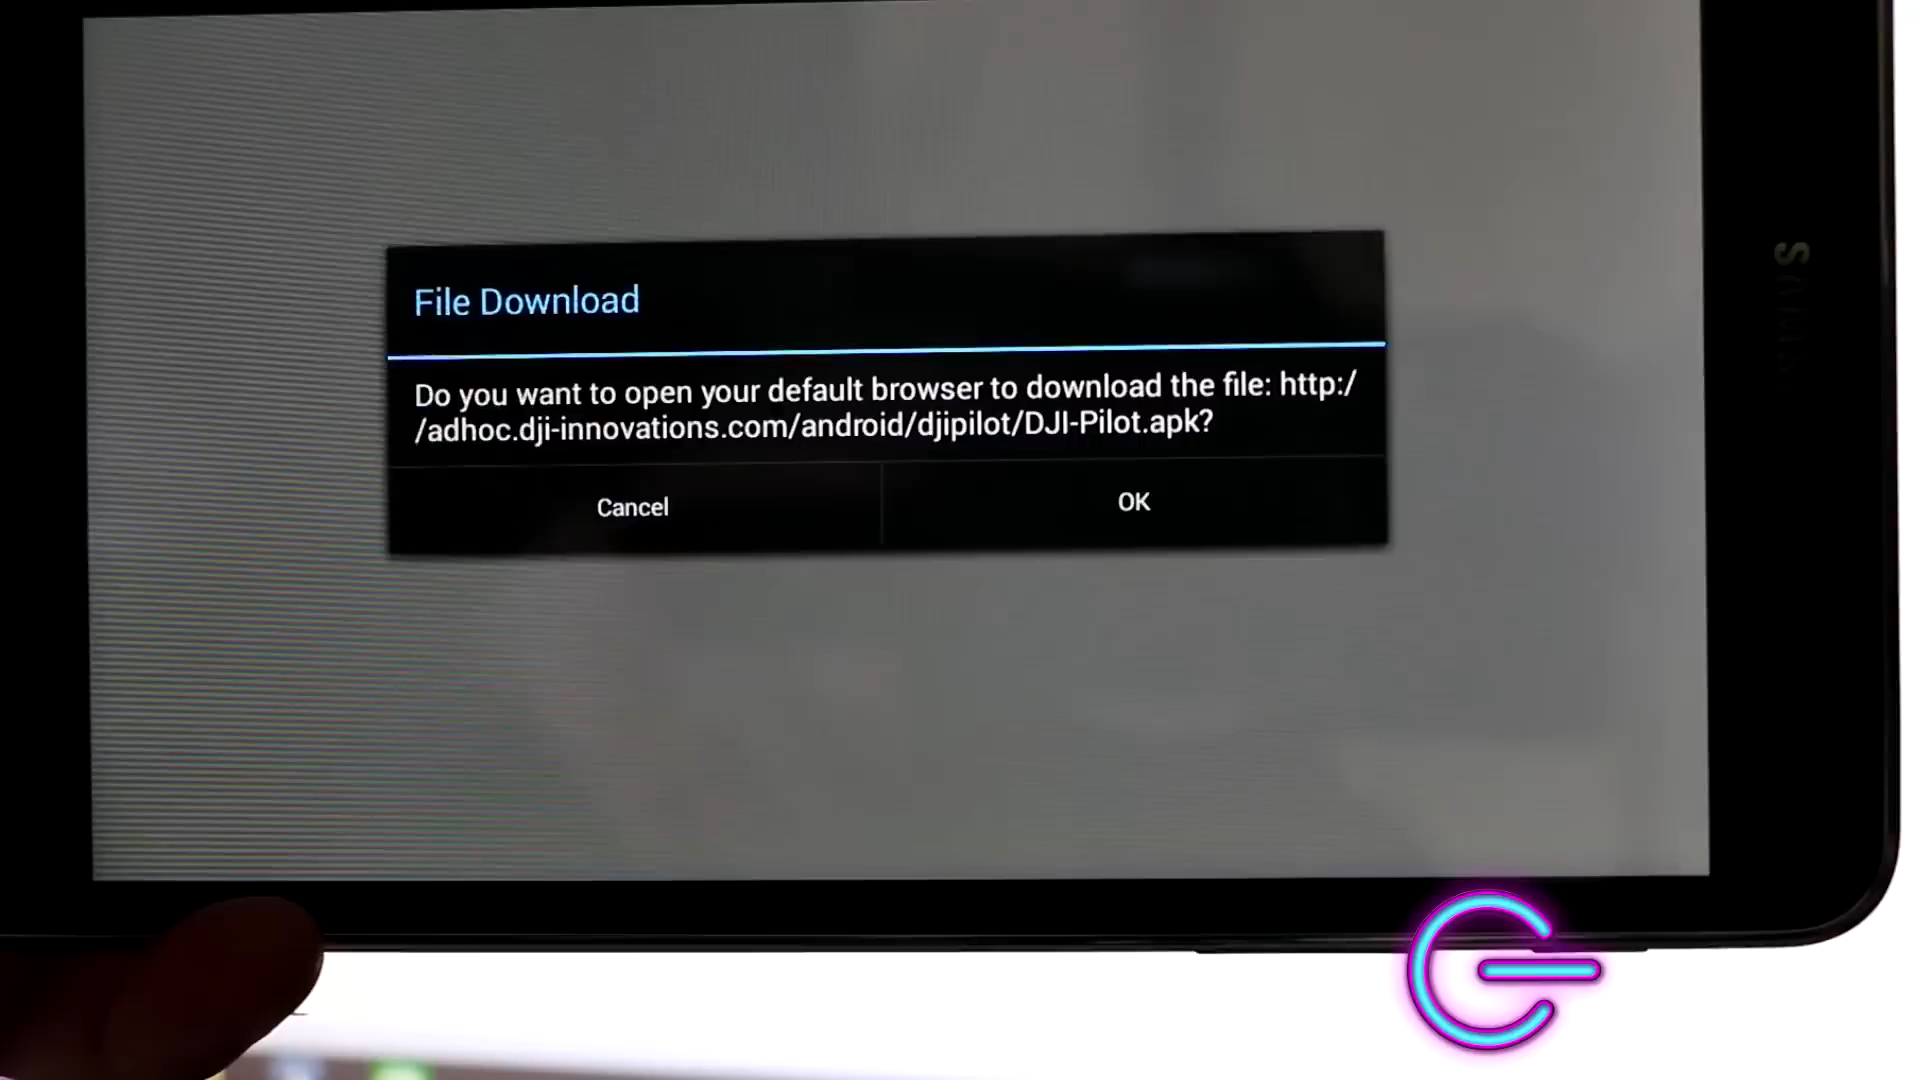 File Download
Do you want to open your default browser to download the file: http:/
/adhoc.dji-innovations.com/android/djipilot/DJI-Pilot.apk?
Cancel
OK
SAMS